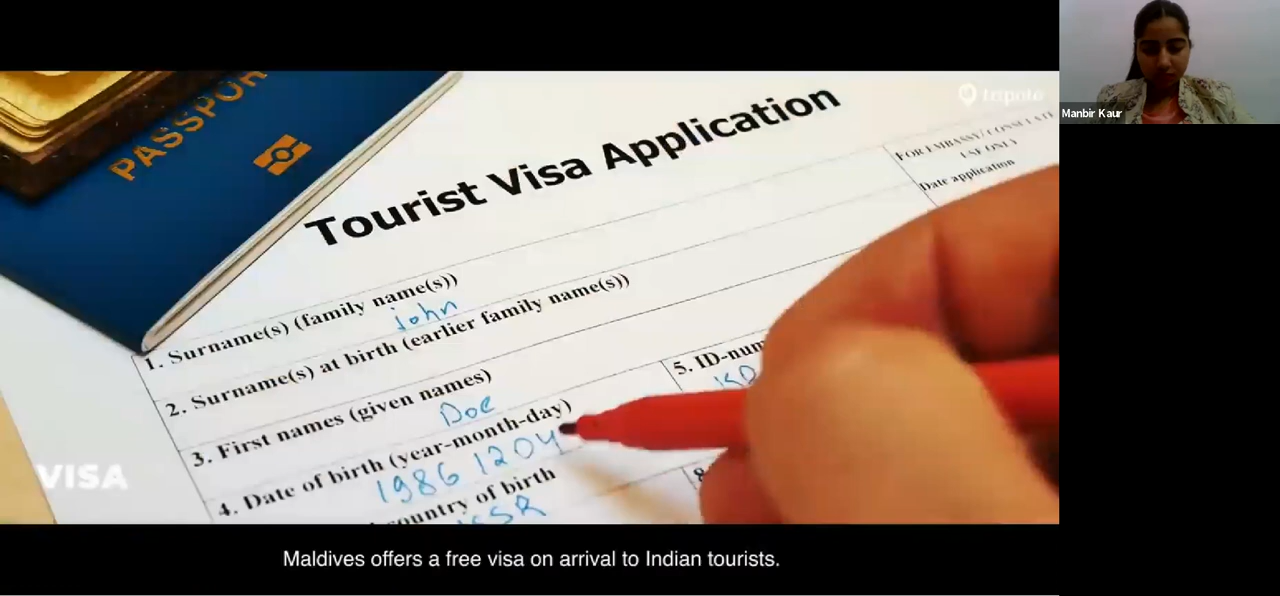 PASSPOR
tripoto
Tourist Visa Application
FOR EMBASSY/ CONSULATE
USE ONLY
Date application
1. Surname(s) (family name(s))
john
2. Surname(s) at birth (earlier family name(s))
3. First names (given names)
Doe
5. ID-num
4. Date of birth (year-month-day)
1986 1204
country of birth
8
VISA
Maldives offers a free visa on arrival to Indian tourists.
Manbir Kaur